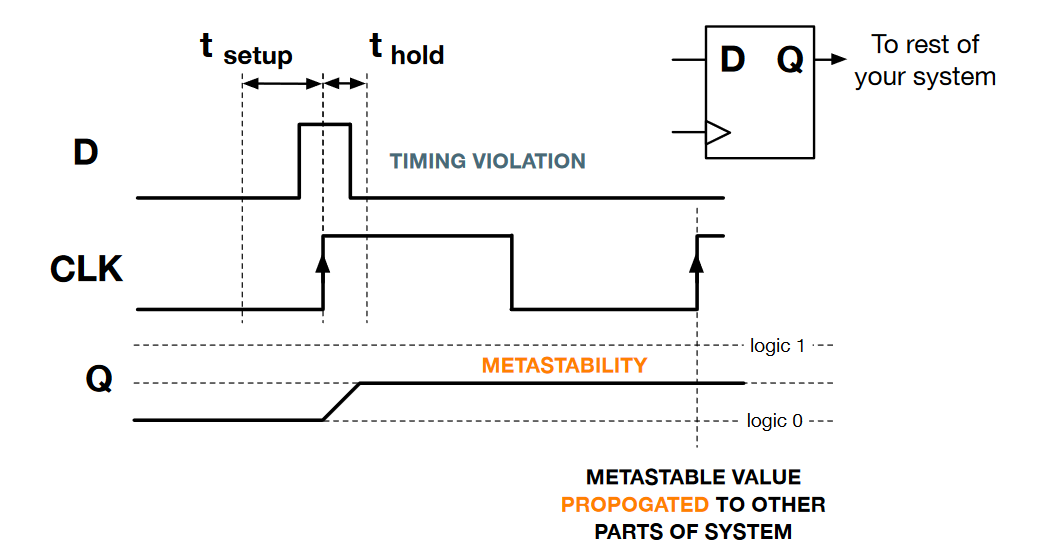 t setup
t hold
D Q
To rest of
your system
D
TIMING VIOLATION
CLK
logic 1
METASTABILITY
Q
logic 0
METASTABLE VALUE
PROPOGATED TO OTHER
PARTS OF SYSTEM